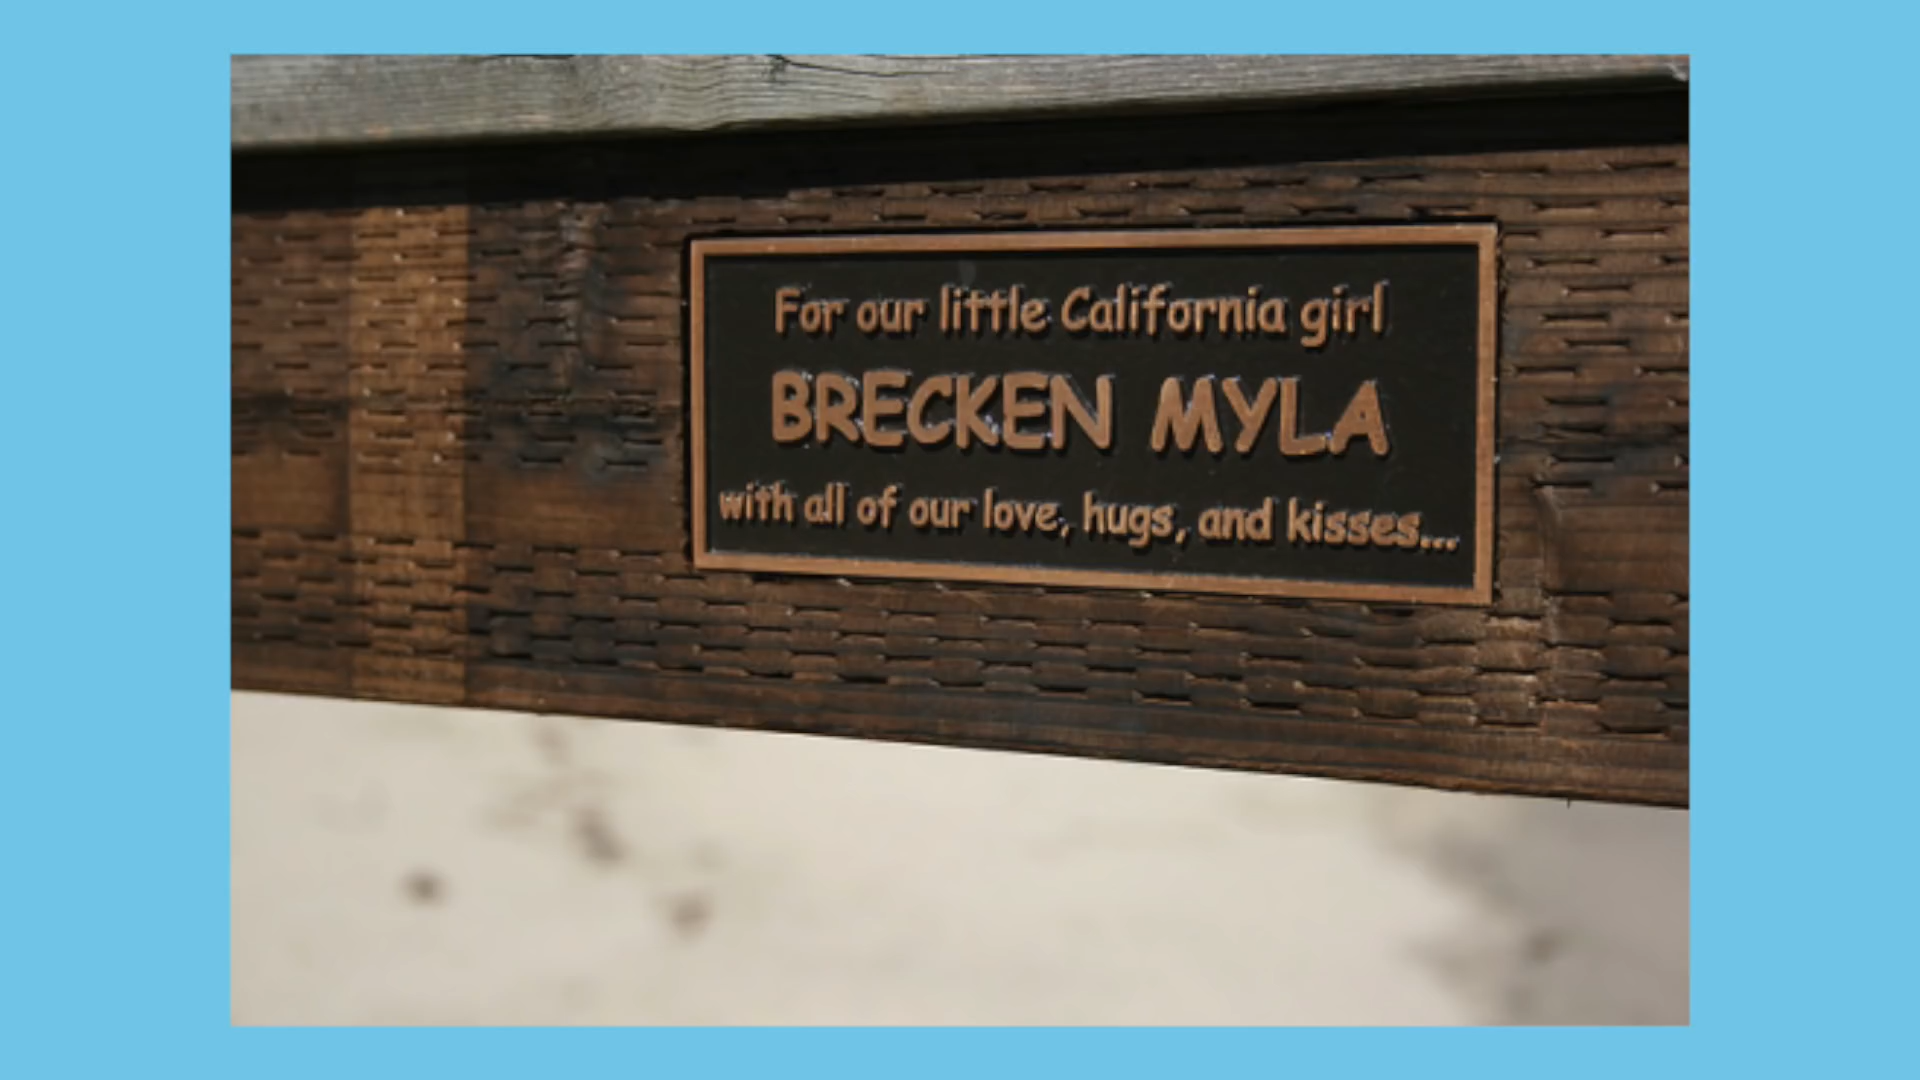 For our little California girl
BRECKEN MYLA
with all of our love, hugs, and kisses...